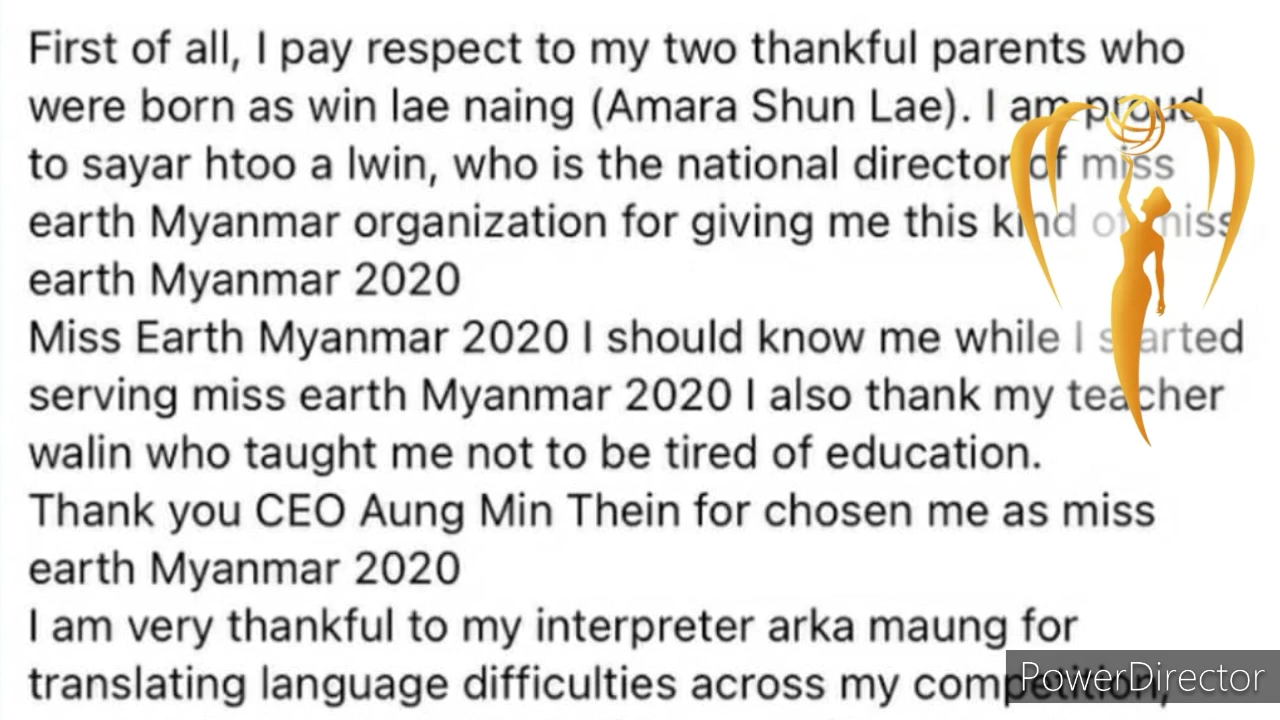 First of all, I pay respect to my two thankful parents who
were born as win lae naing (Amara Shun Lae). I am proud
to sayar htoo a lwin, who is the national director of miss
earth Myanmar organization for giving me this kind of miss
earth Myanmar 2020
Miss Earth Myanmar 2020 I should know me while I started
serving miss earth Myanmar 2020 I also thank my teacher
walin who taught me not to be tired of education.
Thank you CEO Aung Min Thein for chosen me as miss
earth Myanmar 2020
I am very thankful to my interpreter arka maung for
translating language difficulties across my competition,
PowerDirector